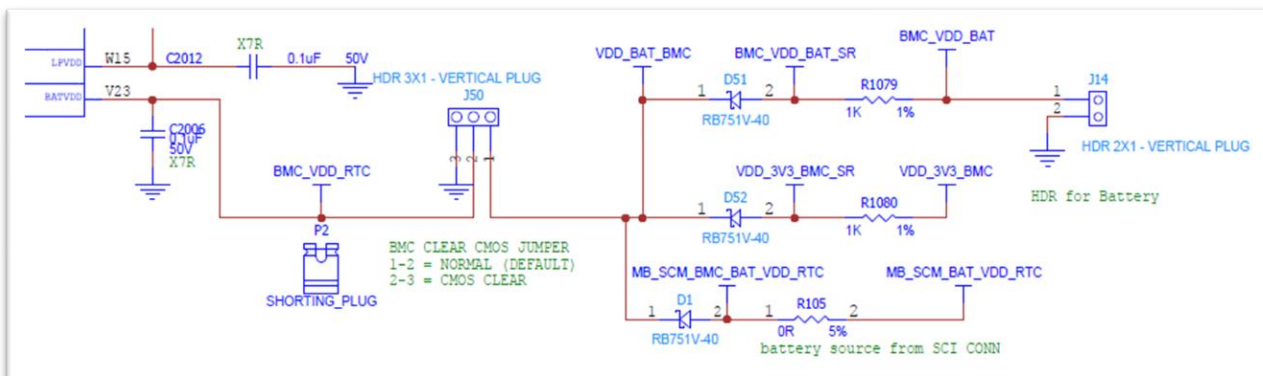 LPVDD
W15
C2012
X7R
0.1uF
50V
BATVDD
V23
C2006
0.1uF
50V
X7R
BMC_VDD_RTC
P2
SHORTING_PLUG
HDR 3X1 - VERTICAL PLUG
J50
3
2
1
BMC CLEAR CMOS JUMPER
1-2 = NORMAL (DEFAULT)
2-3 = CMOS CLEAR
VDD_BAT_BMC
BMC_VDD_BAT_SR
BMC_VDD_BAT
D51
1
2
RB751V-40
R1079
1K
1%
J14
1
2
HDR 2X1 - VERTICAL PLUG
HDR for Battery
VDD_3V3_BMC_SR
VDD_3V3_BMC
D52
1
2
RB751V-40
R1080
1K
1%
MB_SCM_BMC_BAT_VDD_RTC
MB_SCM_BAT_VDD_RTC
D1
1
2
RB751V-40
R105
1
2
0R
5%
battery source from SCI CONN